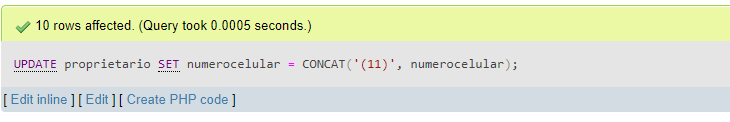 10 rows affected. (Query took 0.0005 seconds.)
UPDATE proprietario SET numerocelular = CONCAT('(11)', numerocelular);
[ Edit inline ] [ Edit ] [ Create PHP code ]